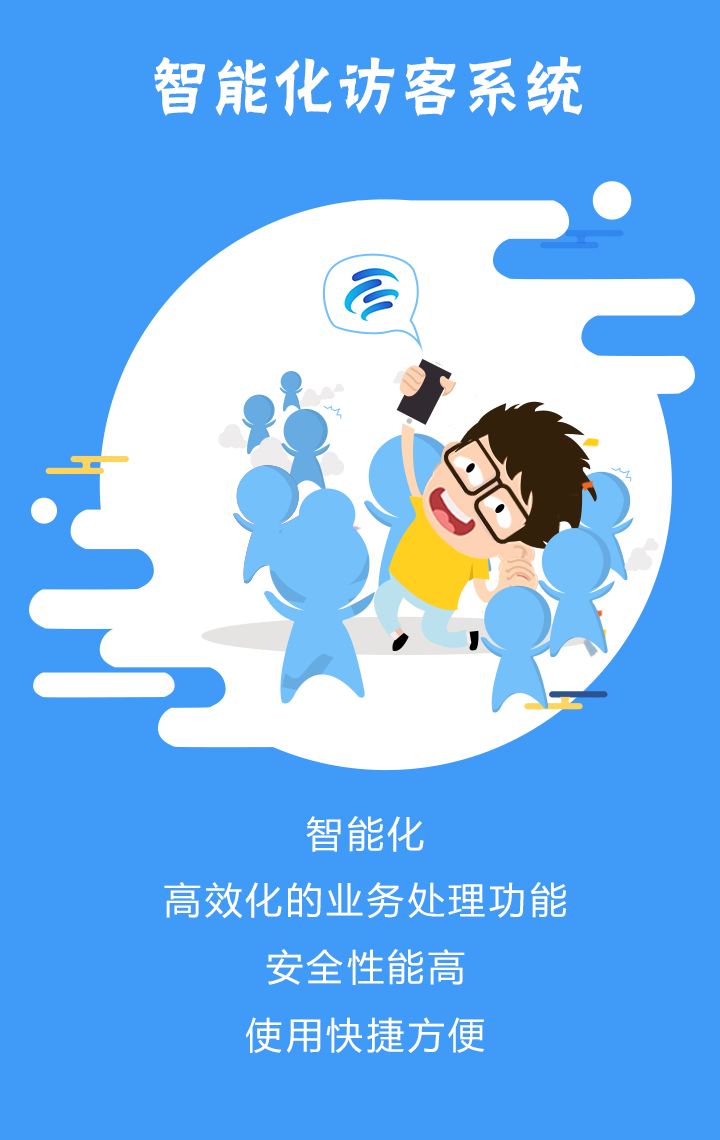 智能化访客系统
智能化
高效化的业务处理功能
安全性能高
使用快捷方便